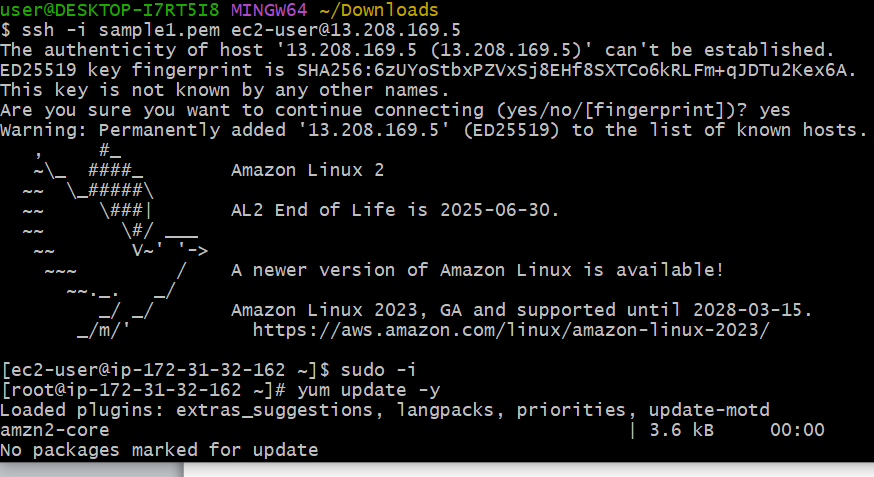 user@DESKTOP-I7RT5I8 MINGW64 ~/Downloads
$ ssh -i sample1.pem ec2-user@13.208.169.5
The authenticity of host '13.208.169.5 (13.208.169.5)' can't be established.
ED25519 key fingerprint is SHA256:6zUYoStbxPZVxSj8EHf8SXTCo6kRLFm+qJDTu2Kex6A.
This key is not known by any other names.
Are you sure you want to continue connecting (yes/no/[fingerprint])? yes
Warning: Permanently added '13.208.169.5' (ED25519) to the list of known hosts.
   ,     #_
   ~\_  ####_        Amazon Linux 2
  ~~  \_#####\
  ~~     \###|       AL2 End of Life is 2025-06-30.
  ~~       \#/ ___
   ~~       V~' '->
    ~~~         /    A newer version of Amazon Linux is available!
      ~~._.   _/
         _/ _/       Amazon Linux 2023, GA and supported until 2028-03-15.
       _/m/'           https://aws.amazon.com/linux/amazon-linux-2023/
[ec2-user@ip-172-31-32-162 ~]$ sudo -i
[root@ip-172-31-32-162 ~]# yum update -y
Loaded plugins: extras_suggestions, langpacks, priorities, update-motd
amzn2-core                                               | 3.6 kB     00:00
No packages marked for update